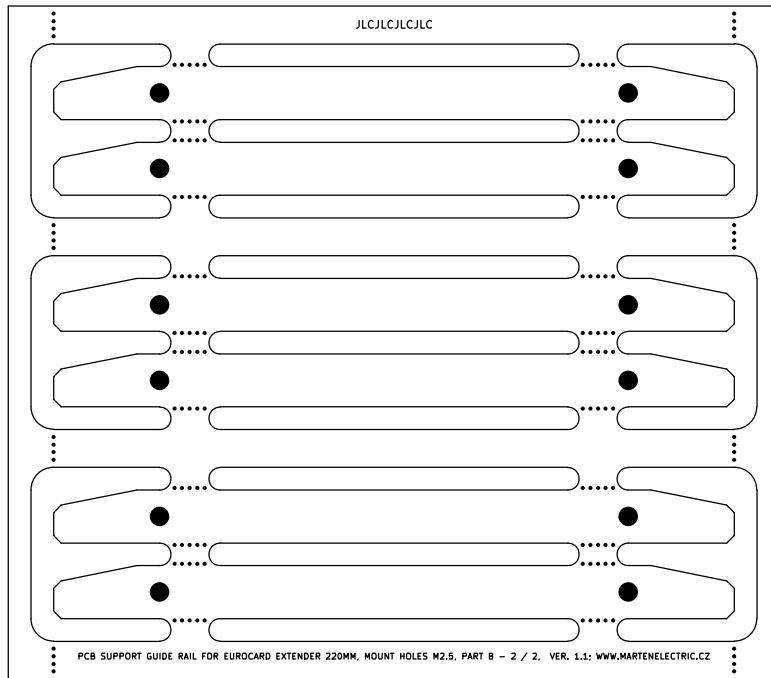 JLCJLCJLCJLC
PCB SUPPORT GUIDE RAIL FOR EUROCARD EXTENDER 220MM, MOUNT HOLES M2.5, PART B - 2 / 2, VER. 1.1; WWW.MARTENELECTRIC.CZ